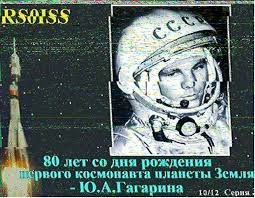 RS0ISS
СССР
80 лет со дня рождения
первого космонавта планеты Земля
- Ю.А.Гагарина
10/12 Серия